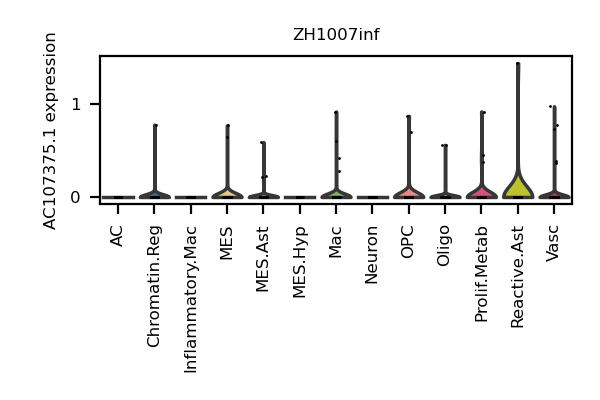 ZH1007inf
AC107375.1 expression
1
0
AC
Chromatin.Reg
Inflammatory.Mac
MES
MES.Ast
MES.Hyp
Mac
Neuron
OPC
Oligo
Prolif.Metab
Reactive.Ast
Vasc